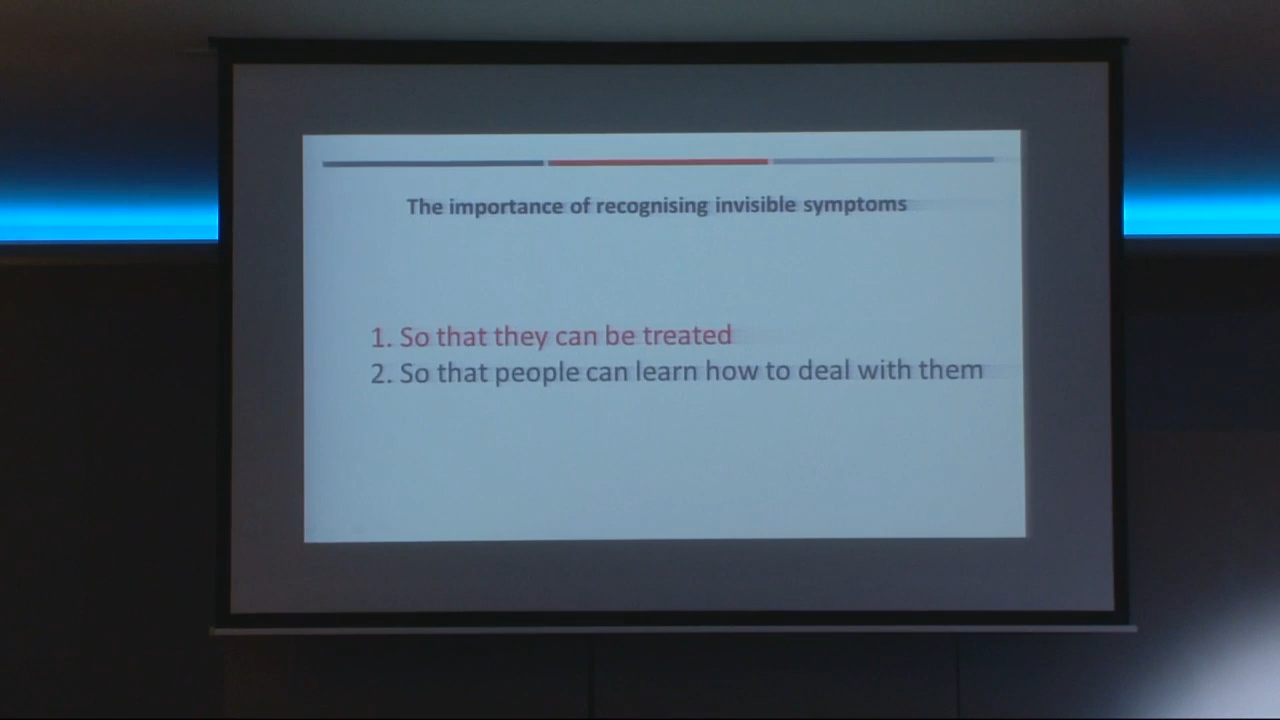 The importance of recognising invisible symptoms
1. So that they can be treated
2. So that people can learn how to deal with them